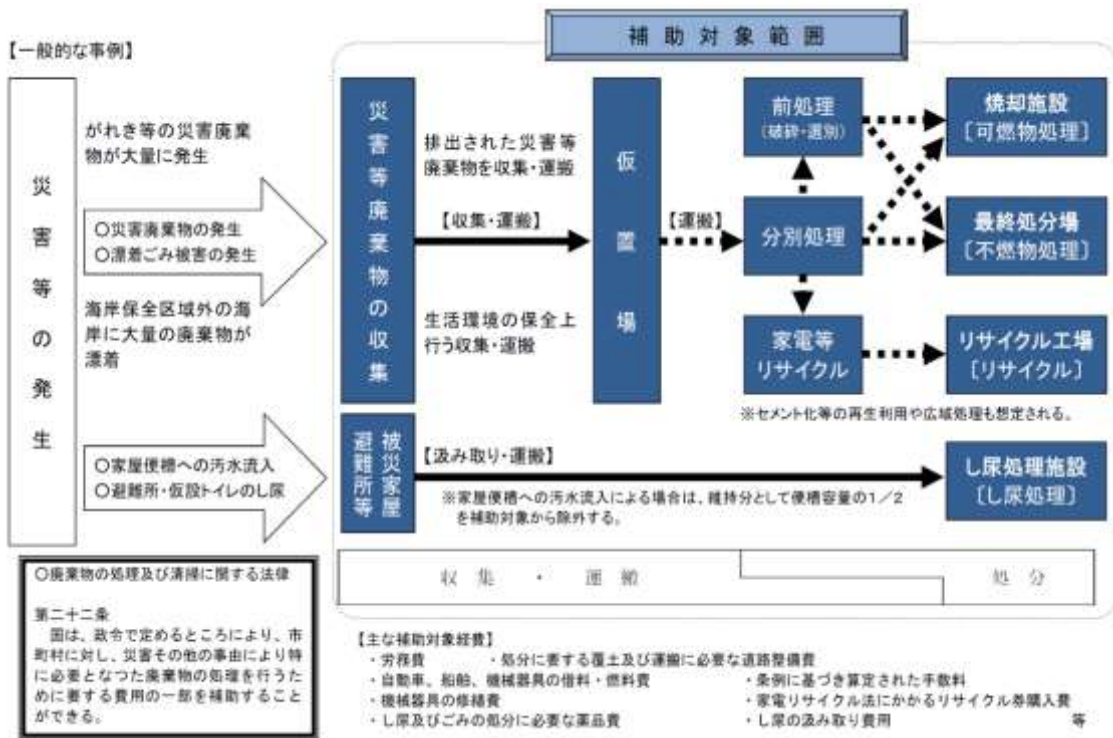 補助対象範囲
【一般的な事例】
災害等の発生
がれき等の災害廃棄
物が大量に発生
○災害廃棄物の発生
○漂着ごみ被害の発生
海岸保全区域外の海
岸に大量の廃棄物が
漂着
○家屋便槽への汚水流入
○避難所・仮設トイレのし尿
災害等廃棄物の収集
排出された災害等
廃棄物を収集・運搬
【収集・運搬】
生活環境の保全上
行う収集・運搬
仮置場
【運搬】
前処理
(破砕・選別)
分別処理
家電等
リサイクル
焼却施設
[可燃物処理]
最終処分場
[不燃物処理]
リサイクル工場
[リサイクル]
※セメント化等の再生利用や広域処理も想定される。
被災家屋
避難所等
【汲み取り・運搬】
※家屋便槽への汚水流入による場合は、維持分として便槽容量の1/2
を補助対象から除外する。
し尿処理施設
[し尿処理]
収集・運搬
処分
○廃棄物の処理及び清掃に関する法律
第二十二条
国は、政令で定めるところにより、市
町村に対し、災害その他の事由により特
に必要となつた廃棄物の処理を行う
ために要する費用の一部を補助すること
ができる。
【主な補助対象経費】
・労務費 ・処分に要する覆土及び運搬に必要な道路整備費
・自動車、船舶、機械器具の借料・燃料費 ・条例に基づき算定された手数料
・機械器具の修繕費 ・家電リサイクル法にかかるリサイクル券購入費
・し尿及びごみの処分に必要な薬品費 ・し尿の汲み取り費用 等